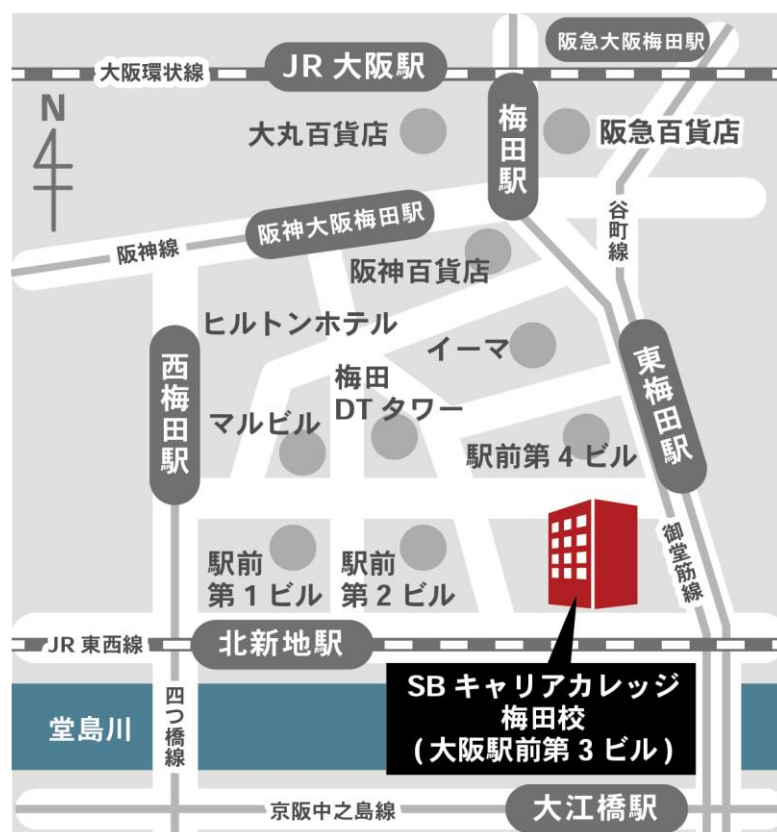 阪急大阪梅田駅
大阪環状線
JR 大阪駅
N
梅田駅
大丸百貨店
阪急百貨店
谷町線
阪神大阪梅田駅
阪神線
阪神百貨店
ヒルトンホテル
イーマ
西梅田駅
梅田
DT タワー
東梅田駅
マルビル
駅前第 4 ビル
御堂筋線
駅前
第 1 ビル
駅前
第 2 ビル
JR 東西線
北新地駅
SB キャリアカレッジ
梅田校
( 大阪駅前第 3 ビル )
堂島川
四つ橋線
京阪中之島線
大江橋駅